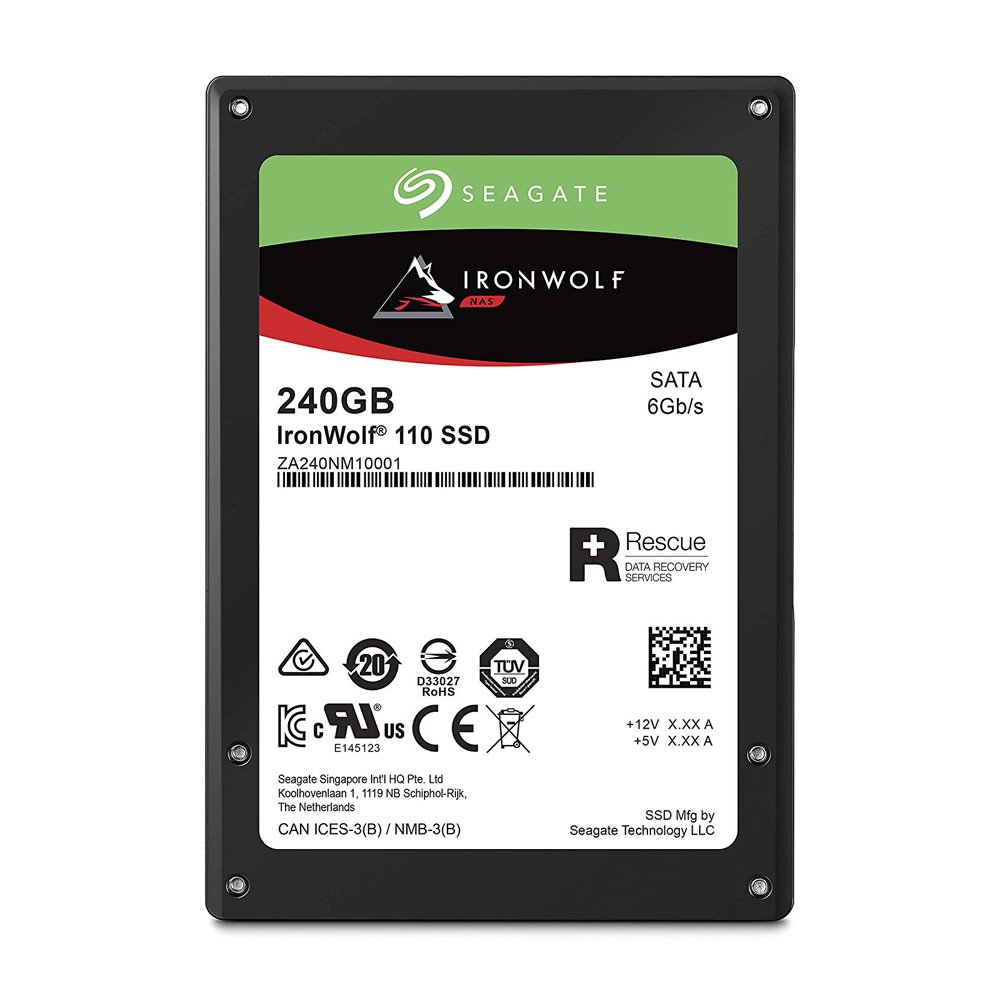 SEAGATE
IRONWOLF
NAS
240GB
IronWolf® 110 SSD
ZA240NM10001
SATA
6Gb/s
Rescue
DATA RECOVERY
SERVICES
20
D33027
RoHS
TÜV
SÜD
c RU® US
E145123
CE
+12V X.XX A
+5V X.XX A
Seagate Singapore Int'l HQ Pte. Ltd
Koolhovenlaan 1, 1119 NB Schiphol-Rijk,
The Netherlands
CAN ICES-3(B) / NMB-3(B)
SSD Mfg by
Seagate Technology LLC